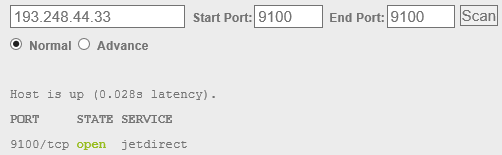 193.248.44.33 Start Port: 9100 End Port: 9100 Scan
Normal Advance
Host is up (0.028s latency).
PORT STATE SERVICE
9100/tcp open jetdirect